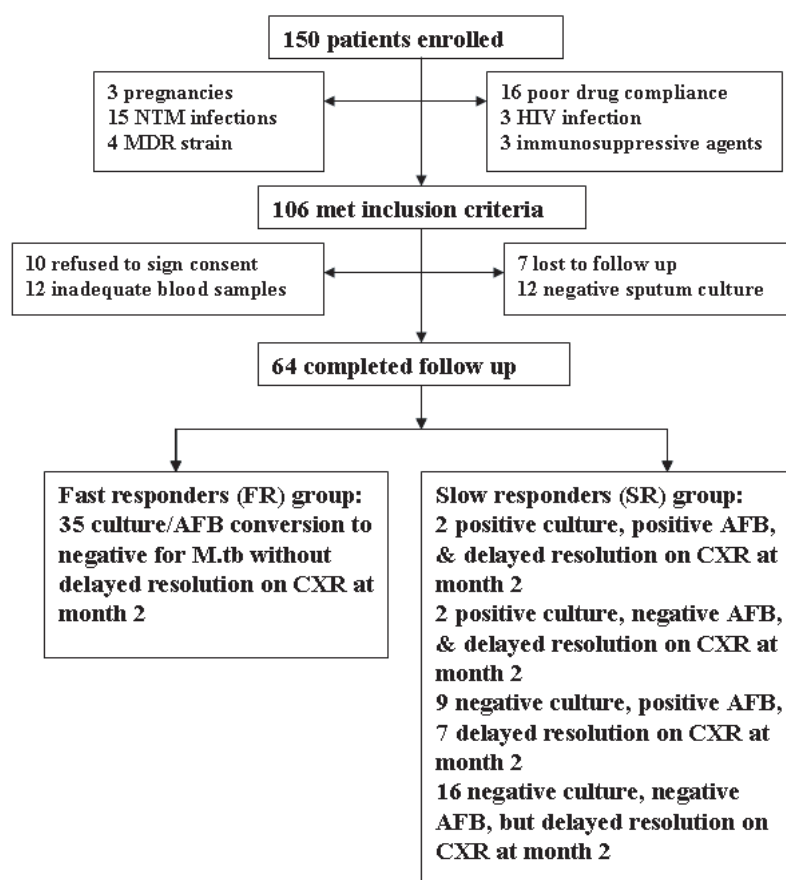 150 patients enrolled
3 pregnancies
15 NTM infections
4 MDR strain
16 poor drug compliance
3 HIV infection
3 immunosuppressive agents
106 met inclusion criteria
10 refused to sign consent
12 inadequate blood samples
7 lost to follow up
12 negative sputum culture
64 completed follow up
Fast responders (FR) group:
35 culture/AFB conversion to
negative for M.tb without
delayed resolution on CXR at
month 2
Slow responders (SR) group:
2 positive culture, positive AFB,
& delayed resolution on CXR at
month 2
2 positive culture, negative AFB,
& delayed resolution on CXR at
month 2
9 negative culture, positive AFB,
7 delayed resolution on CXR at
month 2
16 negative culture, negative
AFB, but delayed resolution on
CXR at month 2